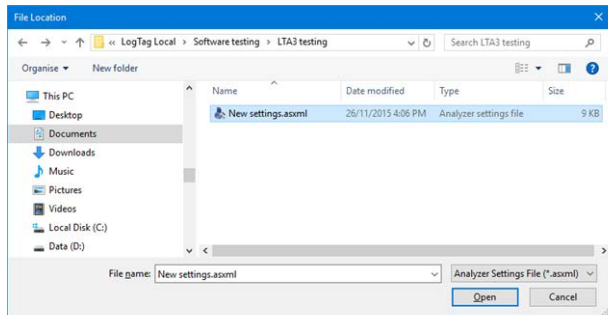 File Location
« LogTag Local > Software testing > LTA3 testing
Search LTA3 testing
Organise
New folder
This PC
Desktop
Documents
Downloads
Music
Pictures
Videos
Local Disk (C:)
Data (D:)
Name Date modified Type Size
New settings.asxml 26/11/2015 4:06 PM Analyzer settings file 9 KB
File name: New settings.asxml
Analyzer Settings File (*.asxml)
Open Cancel